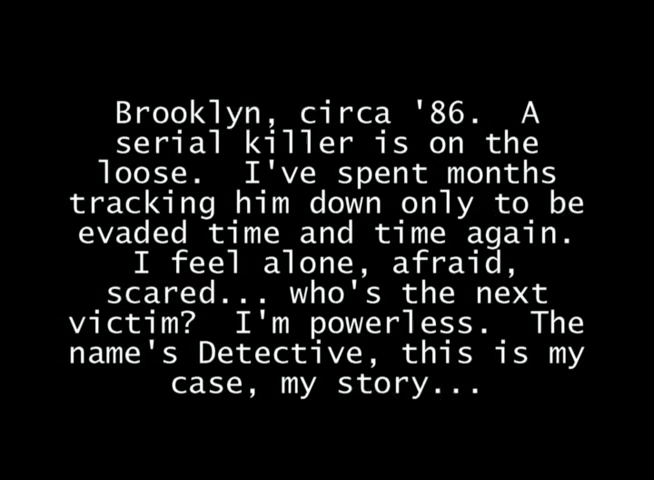 Brooklyn, circa '86.  A
serial killer is on the
loose.  I've spent months
tracking him down only to be
evaded time and time again.
I feel alone, afraid,
scared... who's the next
victim?  I'm powerless.  The
name's Detective, this is my
case, my story...